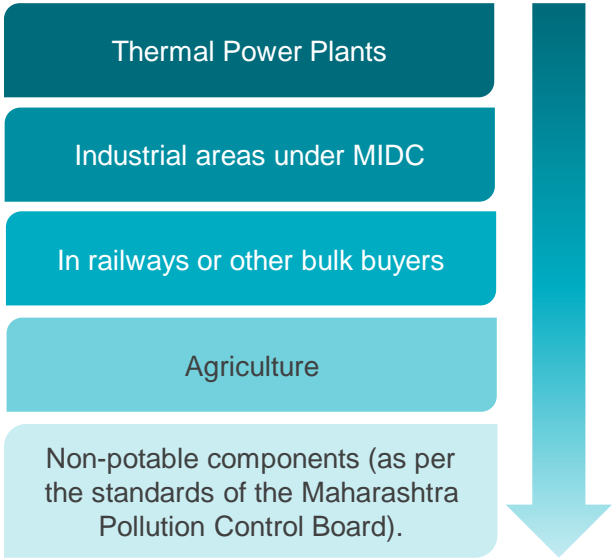 Thermal Power Plants
Industrial areas under MIDC
In railways or other bulk buyers
Agriculture
Non-potable components (as per
the standards of the Maharashtra
Pollution Control Board).